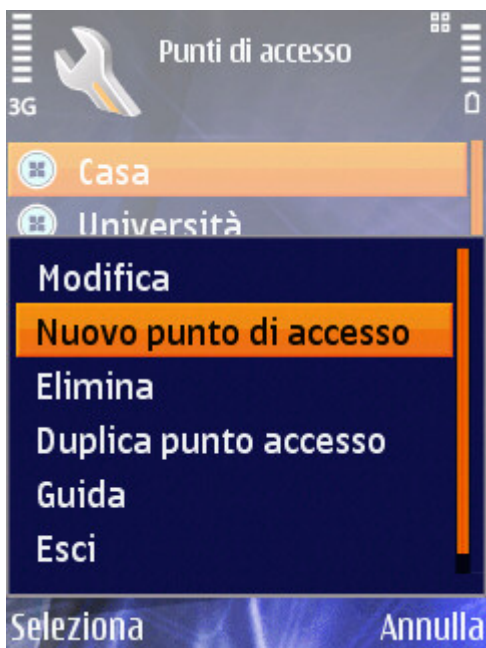 Punti di accesso
3G
Casa
Università
Modifica
Nuovo punto di accesso
Elimina
Duplica punto accesso
Guida
Esci
Seleziona Annulla